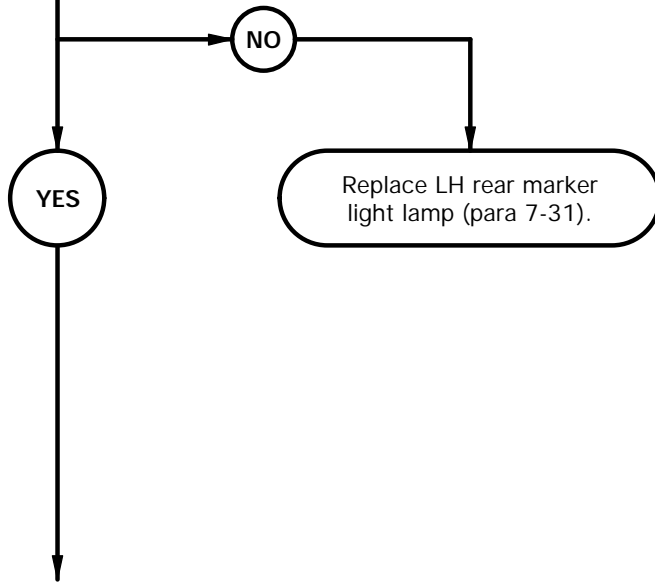 NO
YES
Replace LH rear marker
light lamp (para 7-31).